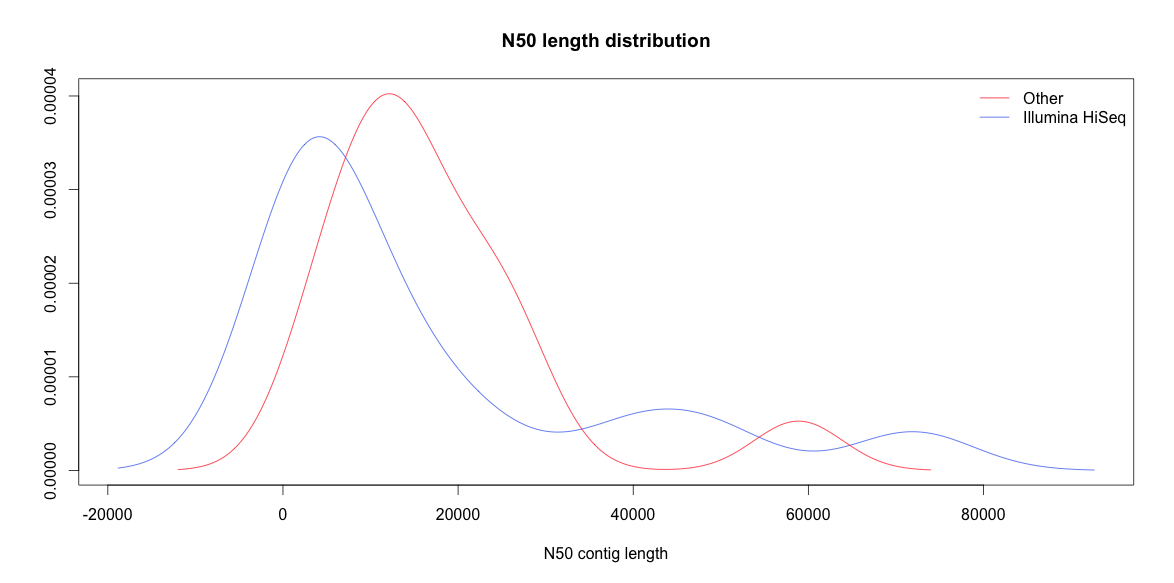 N50 length distribution
Other
Illumina HiSeq
0.00004
0.00003
0.00002
0.00001
0.00000
-20000 0 20000 40000 60000 80000
N50 contig length